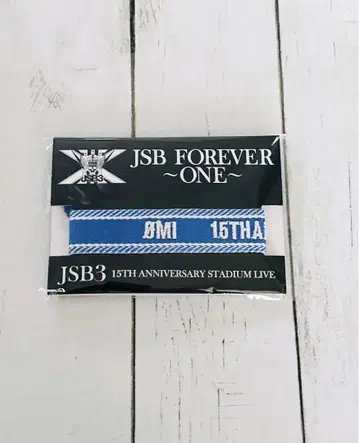 JSB3
JSB FOREVER
～ONE～
ØMI 15THA
JSB3 15TH ANNIVERSARY STADIUM LIVE